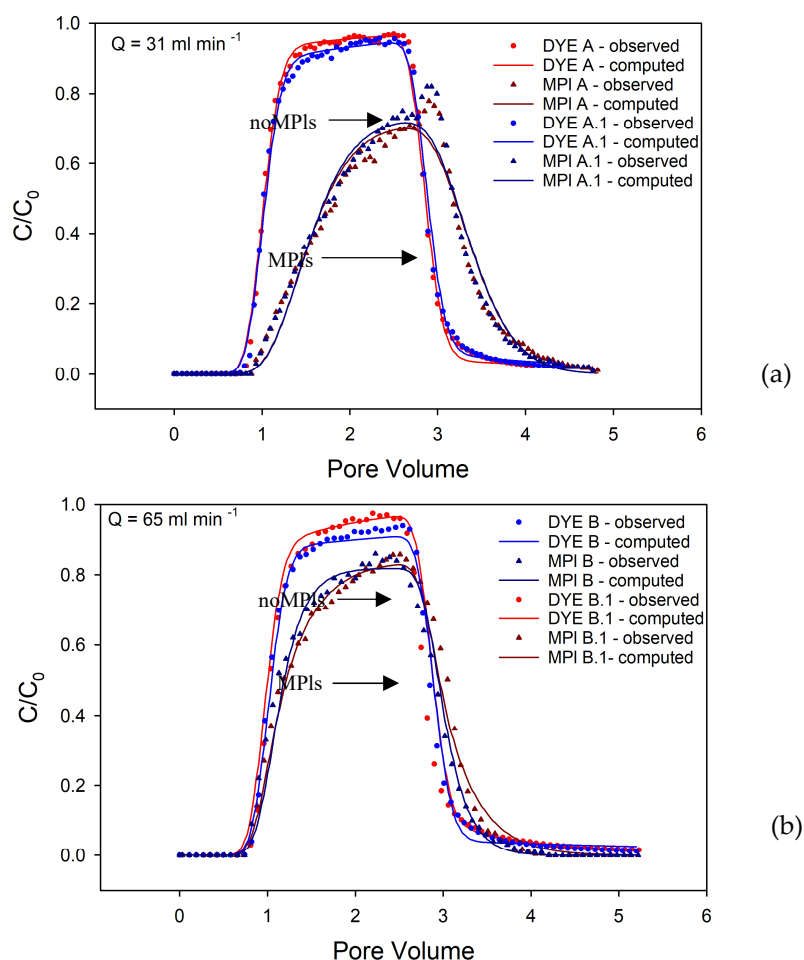 Q = 31 ml min -1
DYE A - observed
DYE A - computed
MPI A - observed
MPI A - computed
DYE A.1 - observed
DYE A.1 - computed
MPI A.1 - observed
MPI A.1 - computed
noMPls
MPls
1.0
0.8
0.6
0.4
0.2
0.0
C/C0
0 1 2 3 4 5 6
Pore Volume
(a)
Q = 65 ml min -1
DYE B - observed
DYE B - computed
MPI B - observed
MPI B - computed
DYE B.1 - observed
DYE B.1 - computed
MPI B.1 - observed
MPI B.1- computed
noMPls
MPls
1.0
0.8
0.6
0.4
0.2
0.0
C/C0
0 1 2 3 4 5 6
Pore Volume
(b)